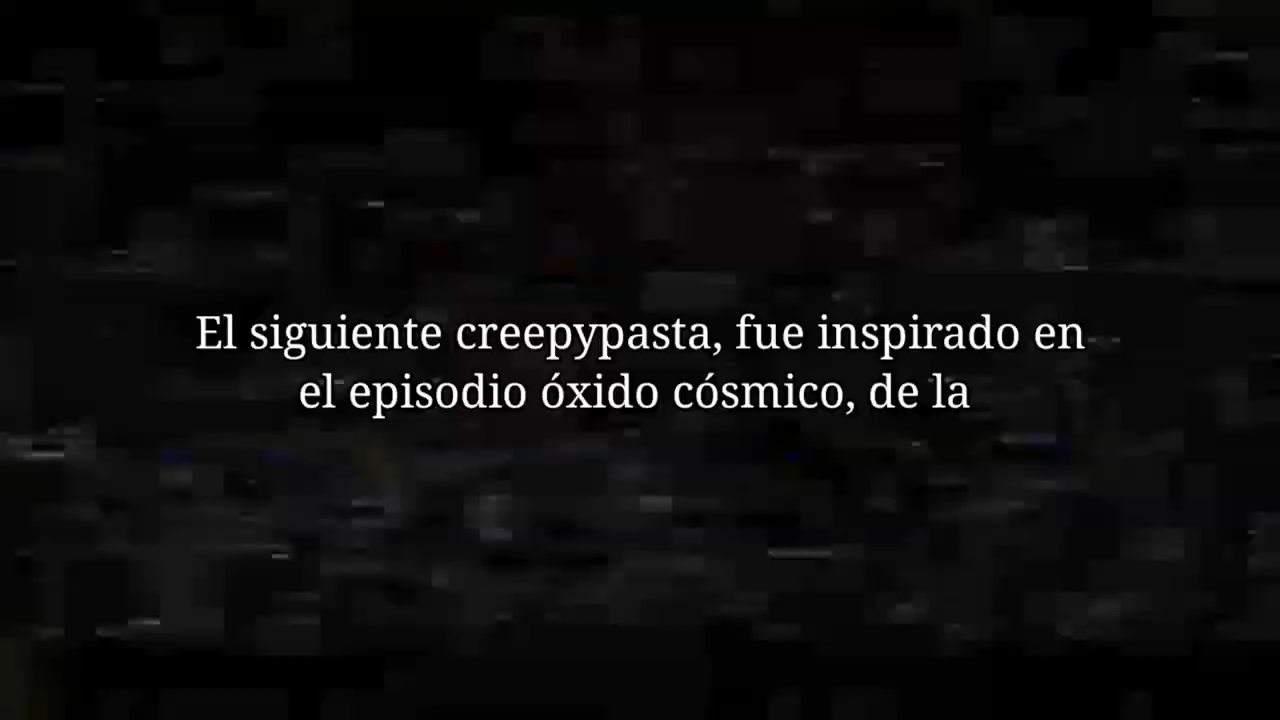 El siguiente creepypasta, fue inspirado en
el episodio óxido cósmico, de la